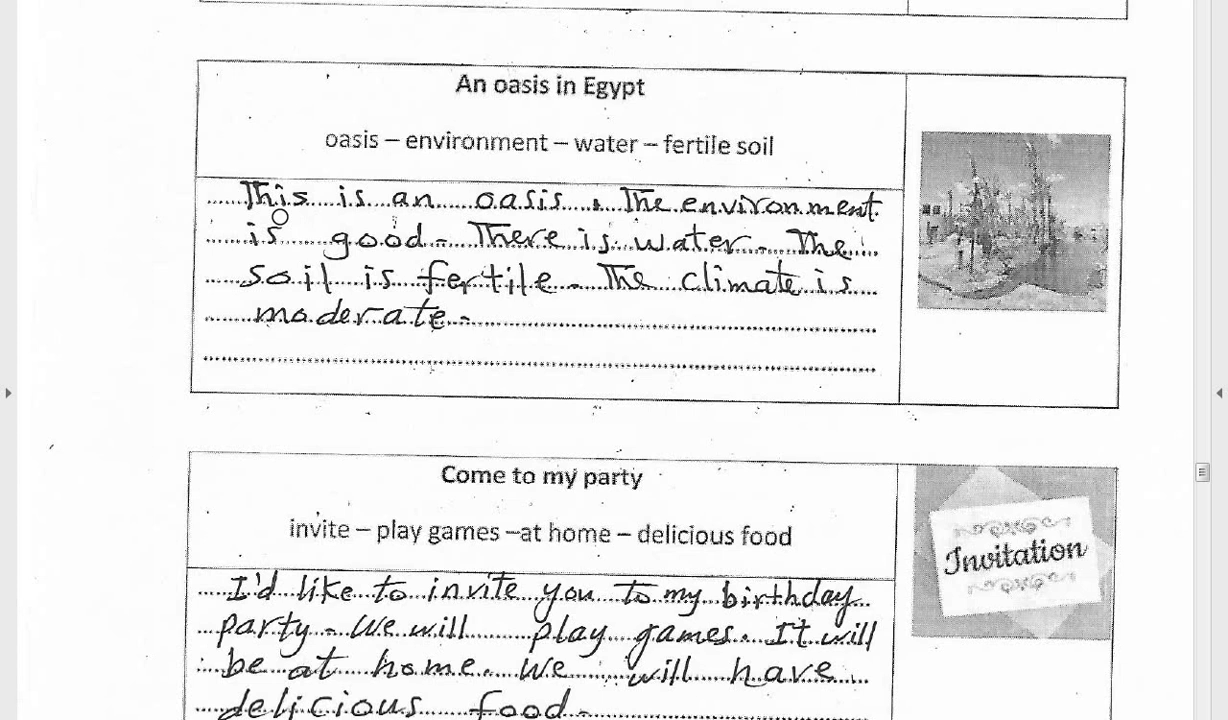 An oasis in Egypt
oasis – environment – water – fertile soil
This is an oasis. The environment
is good. There is water. The
soil is fertile. The climate is
moderate.
Come to my party
invite – play games –at home – delicious food
Invitation
I'd like to invite you to my birthday
party. We will play games. It will
be at home. We will have
delicious food.